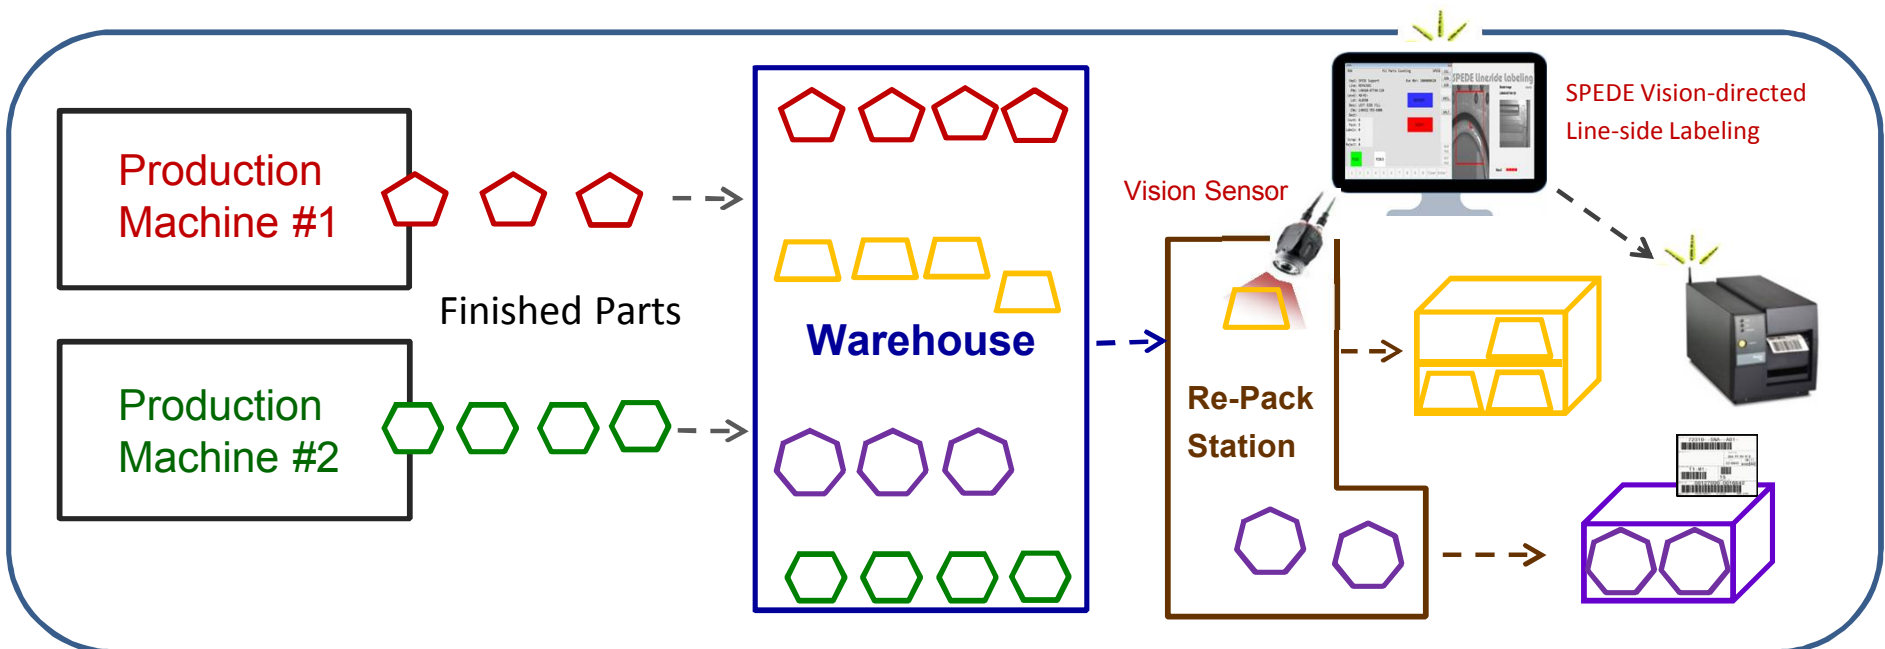 Production
Machine #1
Finished Parts
Production
Machine #2
Warehouse
Vision Sensor
Re-Pack
Station
SPEDE lineside labeling
SPEDE Vision-directed
Line-side Labeling